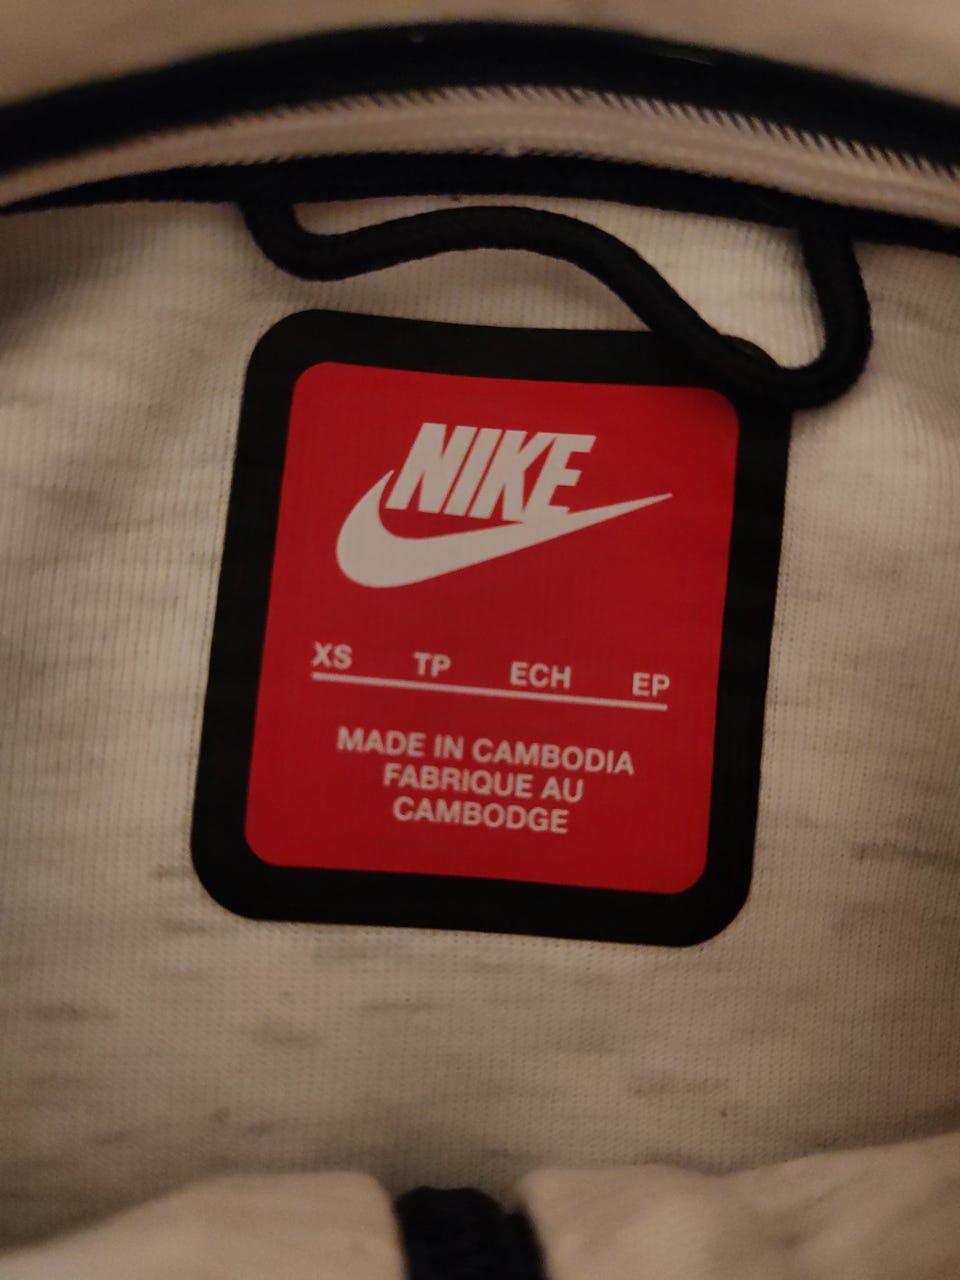 NIKE
XS TP ECH EP
MADE IN CAMBODIA
FABRIQUE AU
CAMBODGE